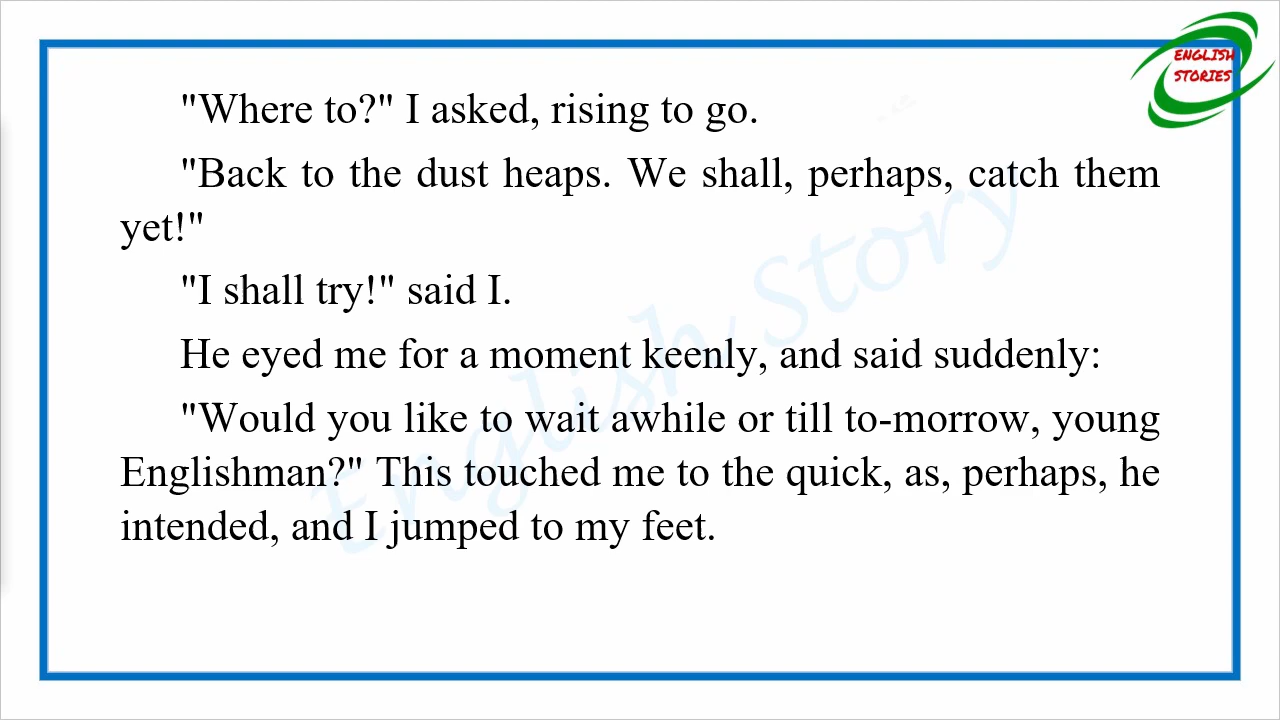 ENGLISH
STORIES
"Where to?" I asked, rising to go.
"Back to the dust heaps. We shall, perhaps, catch them
yet!"
"I shall try!" said I.
He eyed me for a moment keenly, and said suddenly:
"Would you like to wait awhile or till to-morrow, young
Englishman?" This touched me to the quick, as, perhaps, he
intended, and I jumped to my feet.
English Story